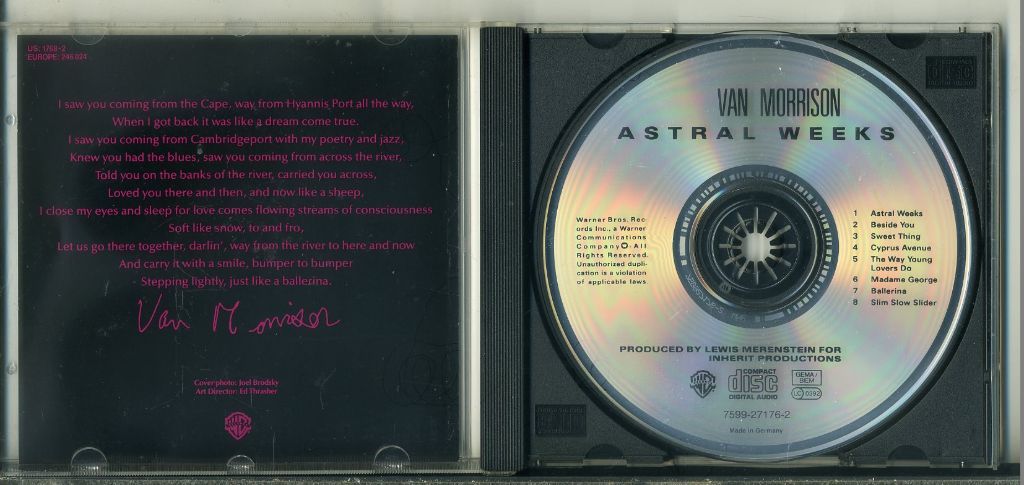 US: 1768-2
EUROPE: 246 024
I saw you coming from the Cape, way from Hyannis Port all the way,
When I got back it was like a dream come true.
I saw you coming from Cambridgeport with my poetry and jazz,
Knew you had the blues, saw you coming from across the river,
Told you on the banks of the river, carried you across,
Loved you there and then, and now like a sheep,
I close my eyes and sleep for love comes flowing streams of consciousness
Soft like snow, to and fro,
Let us go there together, darlin', way from the river to here and now
And carry it with a smile, bumper to bumper
Stepping lightly, just like a ballerina.
Van Morrison
Cover photo: Joel Brodsky
Art Director: Ed Thrasher
VAN MORRISON
ASTRAL WEEKS
Warner Bros. Rec-
ords Inc., a Warner
Communications
Company All
Rights Reserved.
Unauthorized dupli-
cation is a violation
of applicable laws.
1 Astral Weeks
2 Beside You
3 Sweet Thing
4 Cyprus Avenue
5 The Way Young
Lovers Do
6 Madame George
7 Ballerina
8 Slim Slow Slider
PRODUCED BY LEWIS MERENSTEIN FOR
INHERIT PRODUCTIONS
COMPACT
disc
DIGITAL AUDIO
GEMA/
BIEM
LC 0392
7599-27176-2
Made in Germany